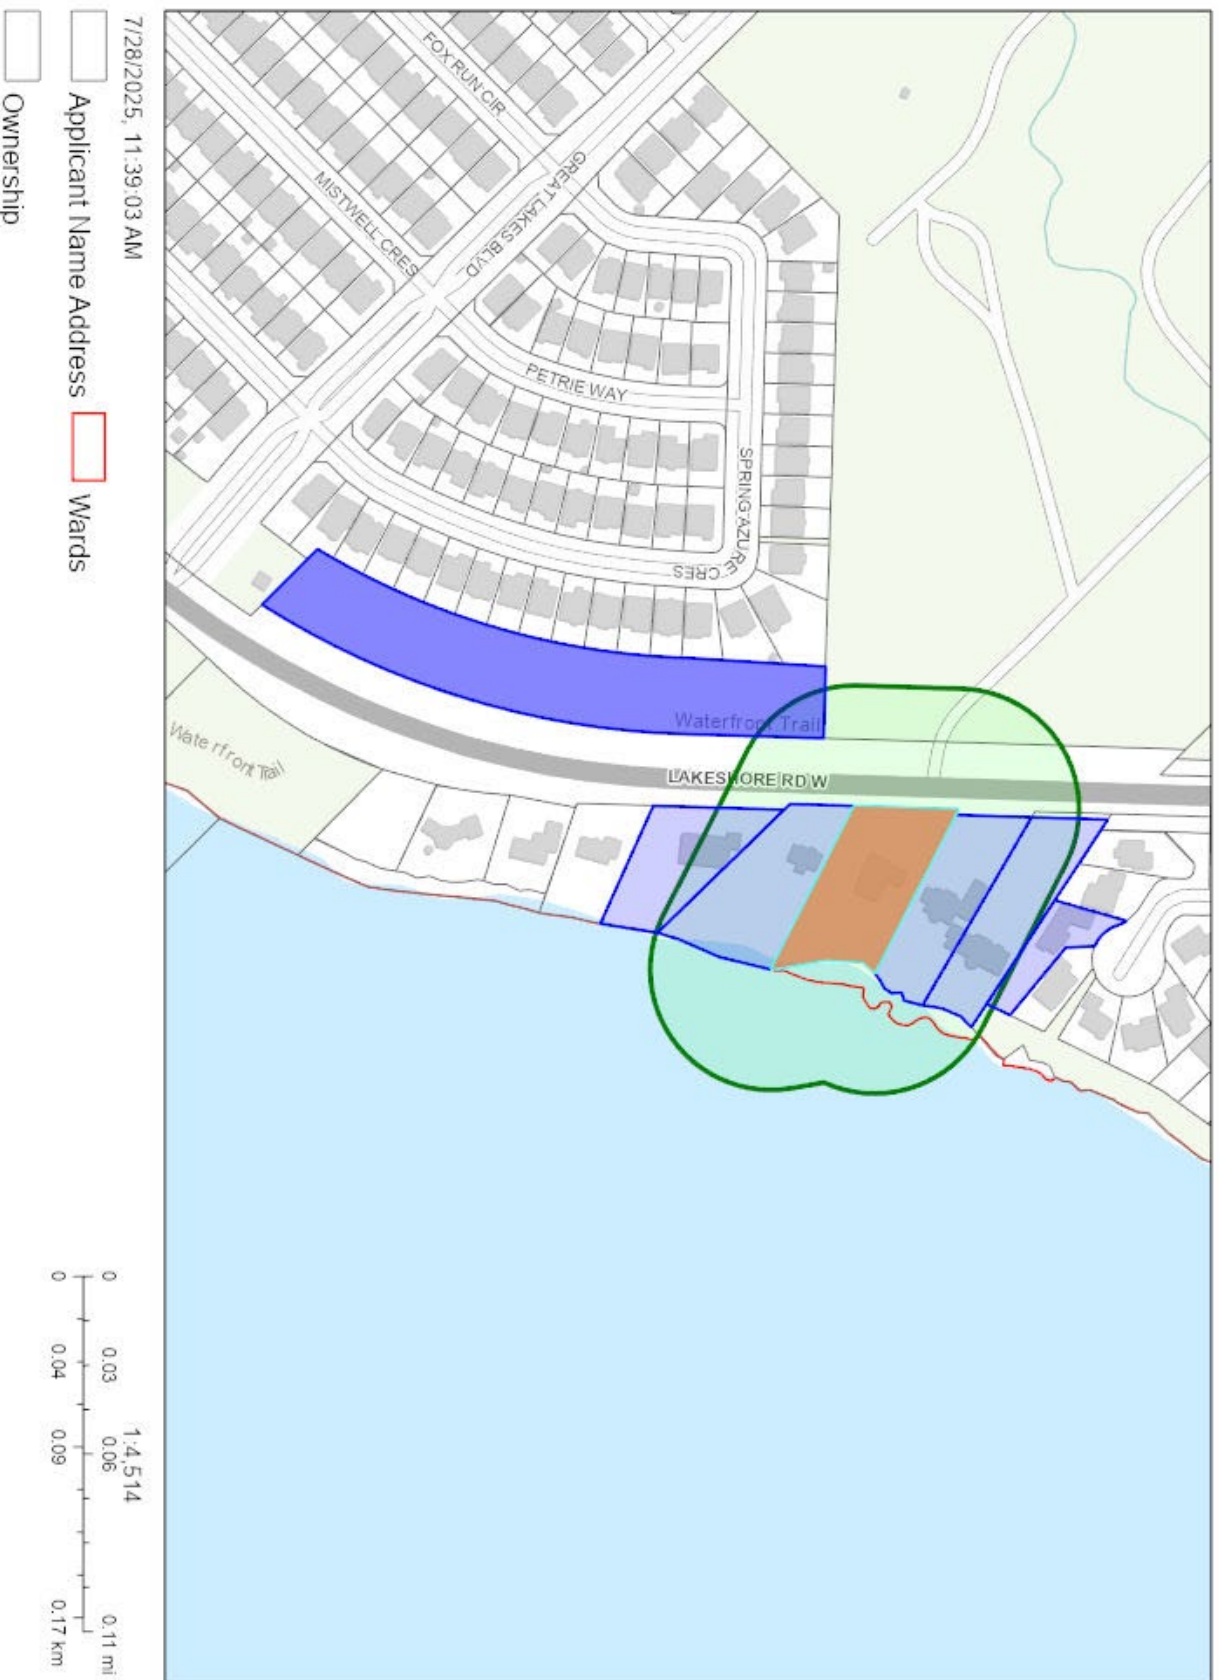 FOX RUN CIR
GREAT LAKES BLVD
MISTWELL CRES
PETRIE WAY
SPRING AZURE CRES
Waterfront Trail
LAKESHORE RD W
Waterfront Trail
7/28/2025, 11:39:03 AM
Applicant Name Address
Wards
Ownership
1:4,514
0 0.03 0.06 0.11 mi
0 0.04 0.09 0.17 km